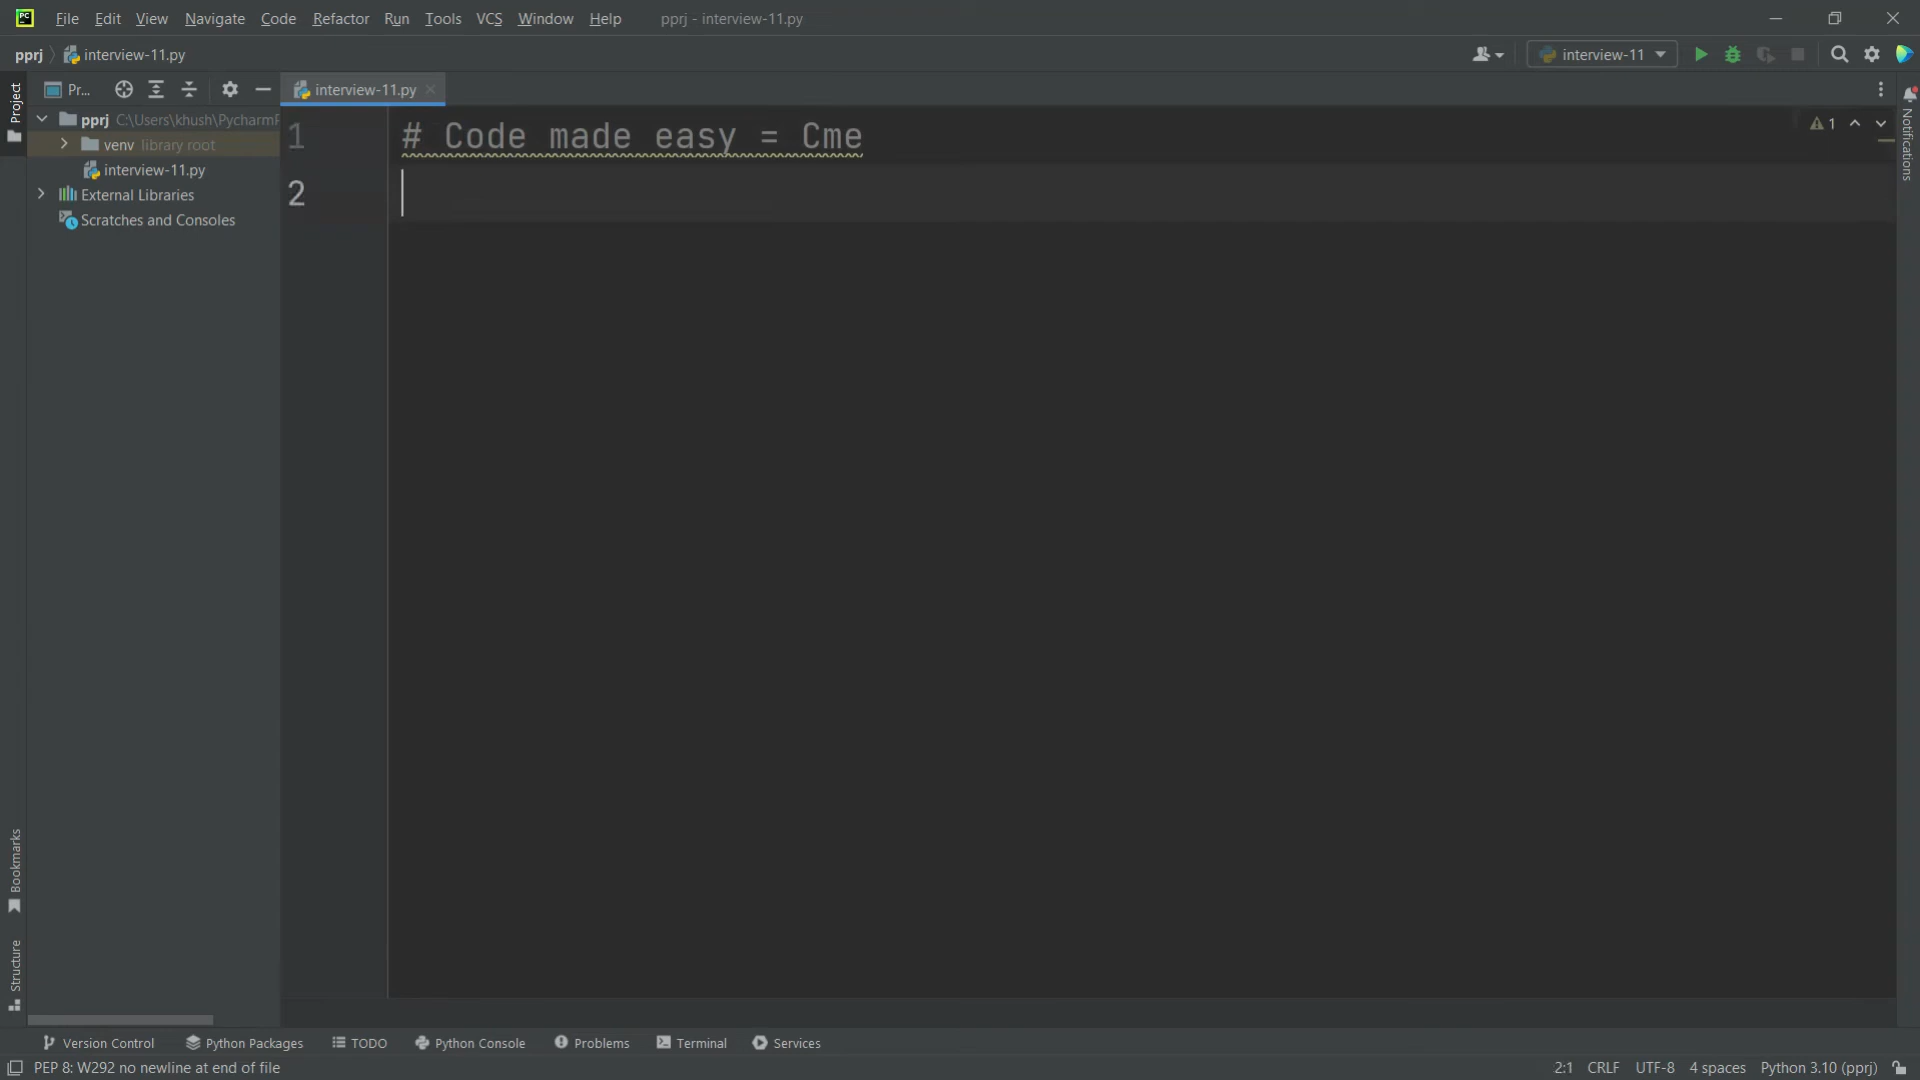 PC
File Edit View Navigate Code Refactor Run Tools VCS Window Help pprj - interview-11.py
pprj interview-11.py interview-11
Project
Pr... interview-11.py
pprj C:\Users\khush\PycharmP
venv library root
interview-11.py
External Libraries
Scratches and Consoles
1 # Code made easy = Cme
2
1
Notifications
Bookmarks
Structure
Version Control Python Packages TODO Python Console Problems Terminal Services
PEP 8: W292 no newline at end of file 2:1 CRLF UTF-8 4 spaces Python 3.10 (pprj)